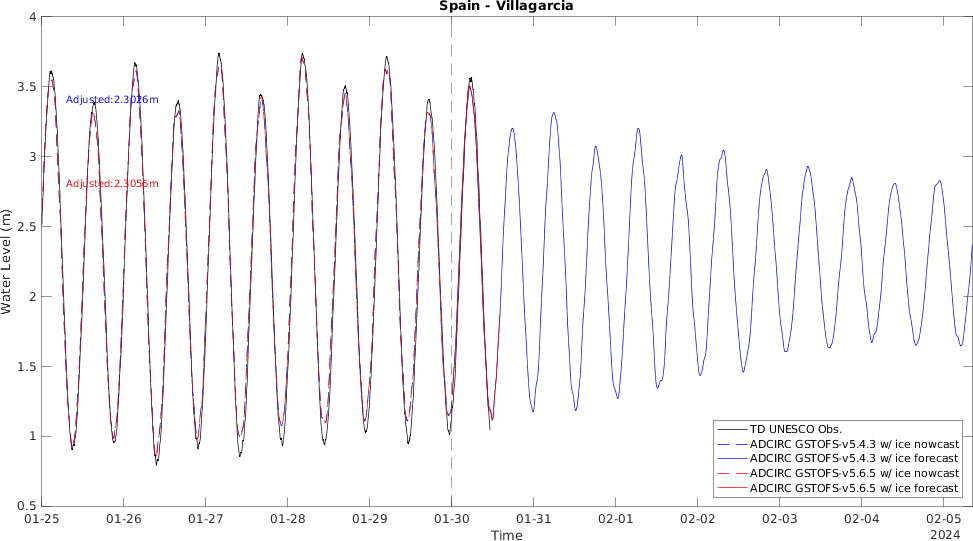 Spain - Villagarcia
4
3.5
3
2.5
2
1.5
1
0.5
Water Level (m)
Adjusted:2.3026m
Adjusted:2.3056m
TD UNESCO Obs.
ADCIRC GSTOFS-v5.4.3 w/ ice nowcast
ADCIRC GSTOFS-v5.4.3 w/ ice forecast
ADCIRC GSTOFS-v5.6.5 w/ ice nowcast
ADCIRC GSTOFS-v5.6.5 w/ ice forecast
01-25 01-26 01-27 01-28 01-29 01-30 01-31 02-01 02-02 02-03 02-04 02-05
Time
2024